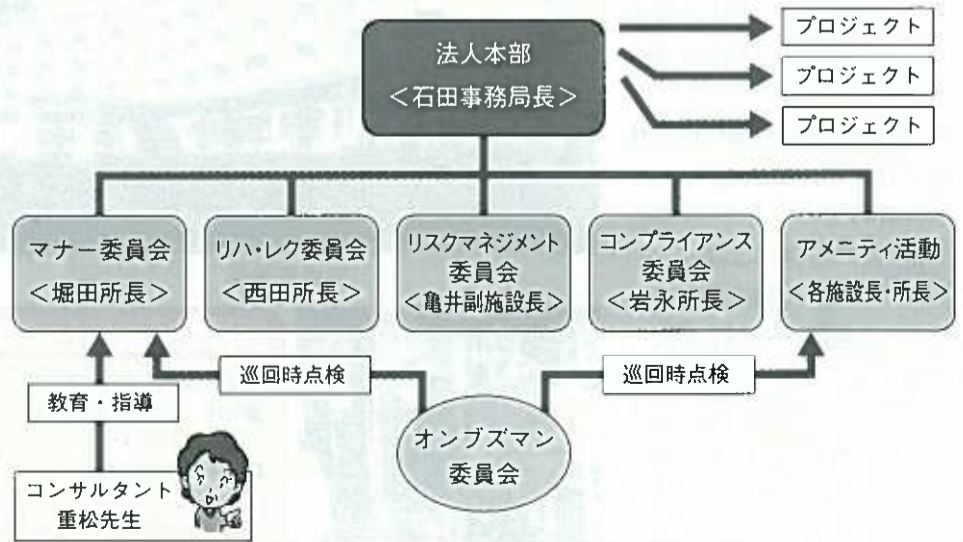 法人本部
<石田事務局長>
プロジェクト
プロジェクト
プロジェクト
マナー委員会
<堀田所長>
リハ・レク委員会
<西田所長>
リスクマネジメント
委員会
<亀井副施設長>
コンプライアンス
委員会
<岩永所長>
アメニティ活動
<各施設長・所長>
巡回時点検
巡回時点検
教育・指導
オンブズマン
委員会
コンサルタント
重松先生